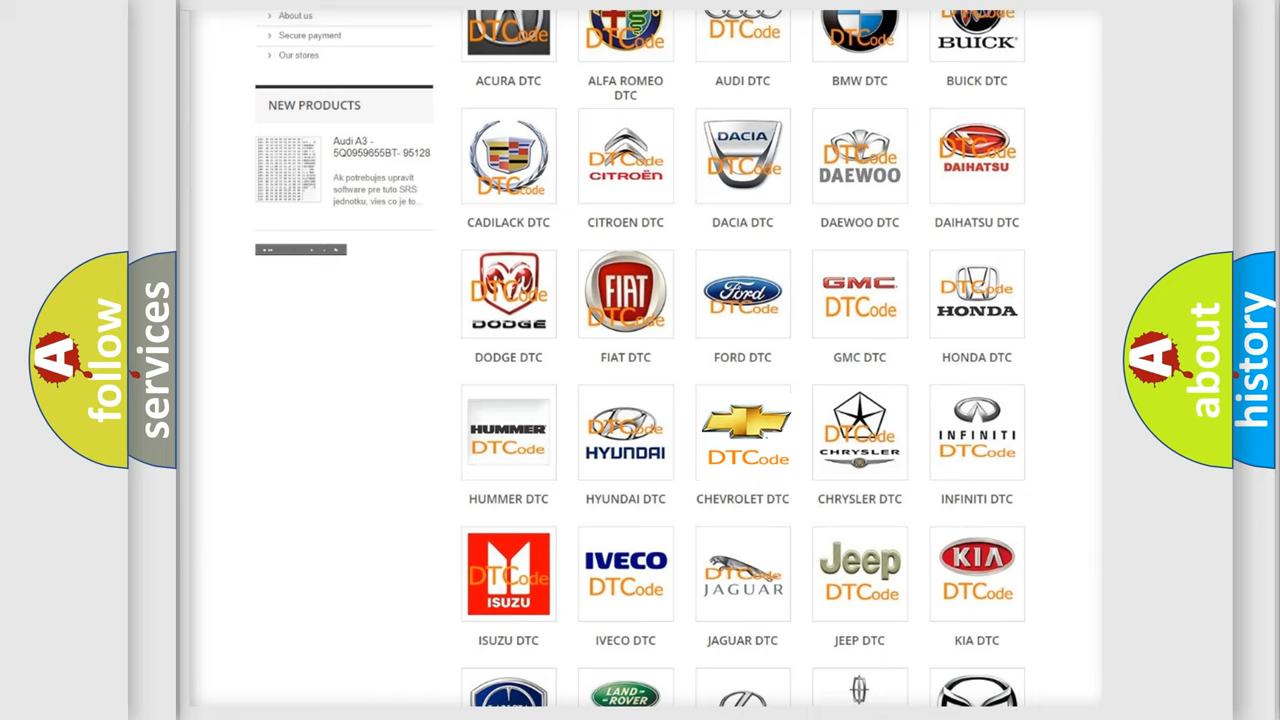 About us
Secure payment
Our stores
NEW PRODUCTS
Audi A3 -
5Q0959655BT- 95128
Ak potrebujes upravit
software pre tuto SRS
jednotku, vies co je to...
follow
services
A
DTCode
DTCode
DTCode
DTCode
BUICK
ACURA DTC
ALFA ROMEO
DTC
AUDI DTC
BMW DTC
BUICK DTC
DTCode
DTCode
CITROËN
DACIA
DTCode
DTCode
DAEWOO
DTCode
DAIHATSU
CADILACK DTC
CITROEN DTC
DACIA DTC
DAEWOO DTC
DAIHATSU DTC
DTCode
DODGE
FIAT
DTCode
Ford
DTCode
GMC
DTCode
DTCode
HONDA
DODGE DTC
FIAT DTC
FORD DTC
GMC DTC
HONDA DTC
HUMMER
DTCode
DTCode
HYUNDAI
DTCode
DTCode
CHRYSLER
INFINITI
DTCode
HUMMER DTC
HYUNDAI DTC
CHEVROLET DTC
CHRYSLER DTC
INFINITI DTC
DTCode
ISUZU
IVECO
DTCode
DTCode
JAGUAR
Jeep
DTCode
KIA
DTCode
ISUZU DTC
IVECO DTC
JAGUAR DTC
JEEP DTC
KIA DTC
LAND-
ROVER
A
about
history